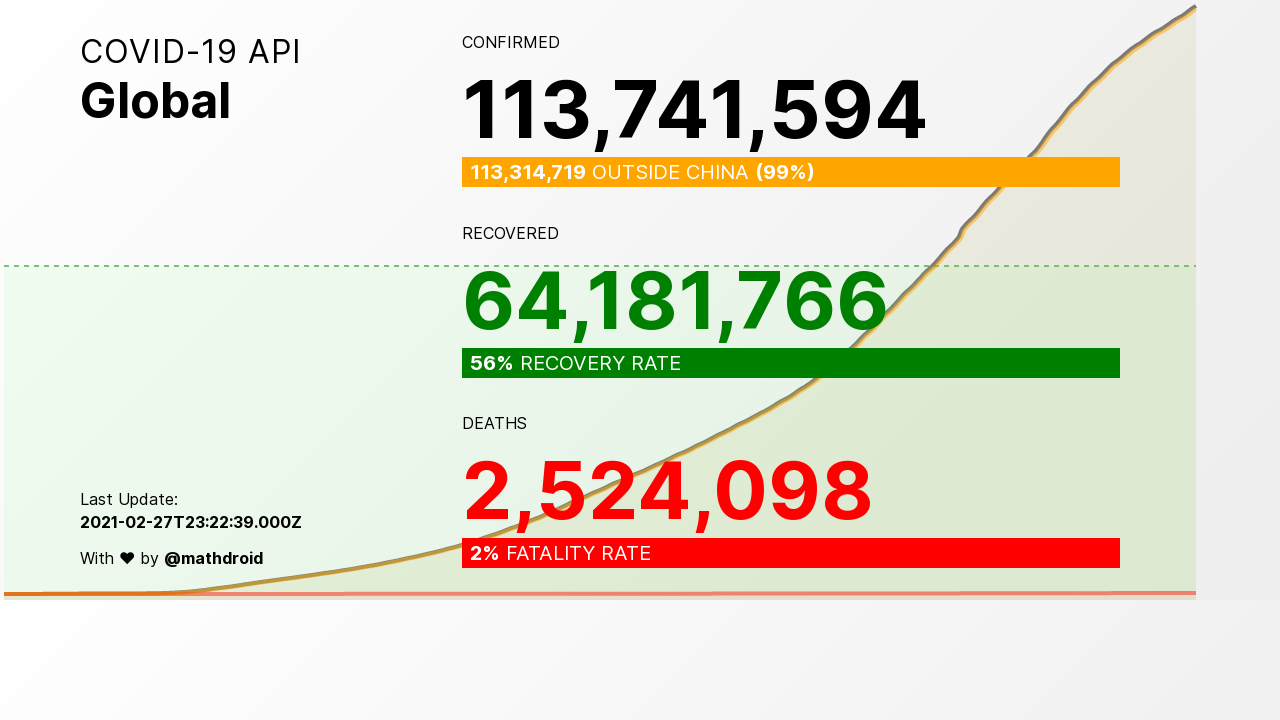 COVID-19 API
Global
CONFIRMED
113,741,594
113,314,719 OUTSIDE CHINA (99%)
RECOVERED
64,181,766
56% RECOVERY RATE
DEATHS
2,524,098
2% FATALITY RATE
Last Update:
2021-02-27T23:22:39.000Z
With ♥ by @mathdroid